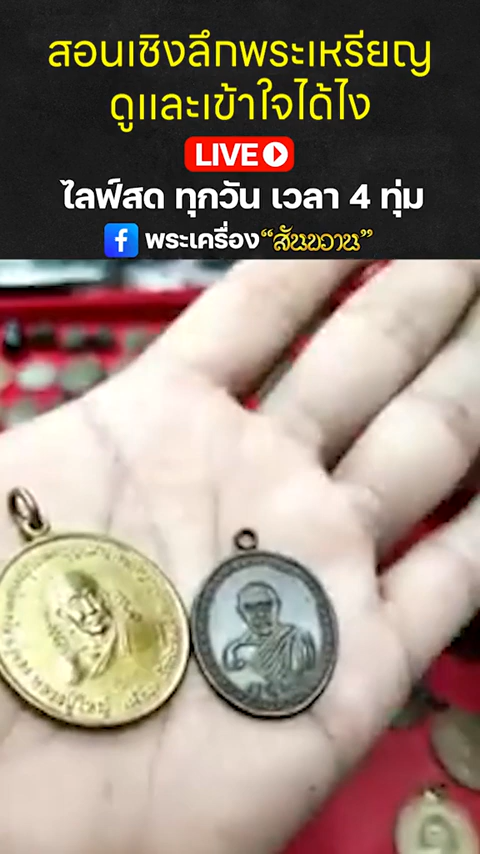 สอนเชิงลึกพระเหรียญ
ดูและเข้าใจได้ไง
LIVE
ไลฟ์สด ทุกวัน เวลา 4 ทุ่ม
f พระเครื่อง "สันขวาน"